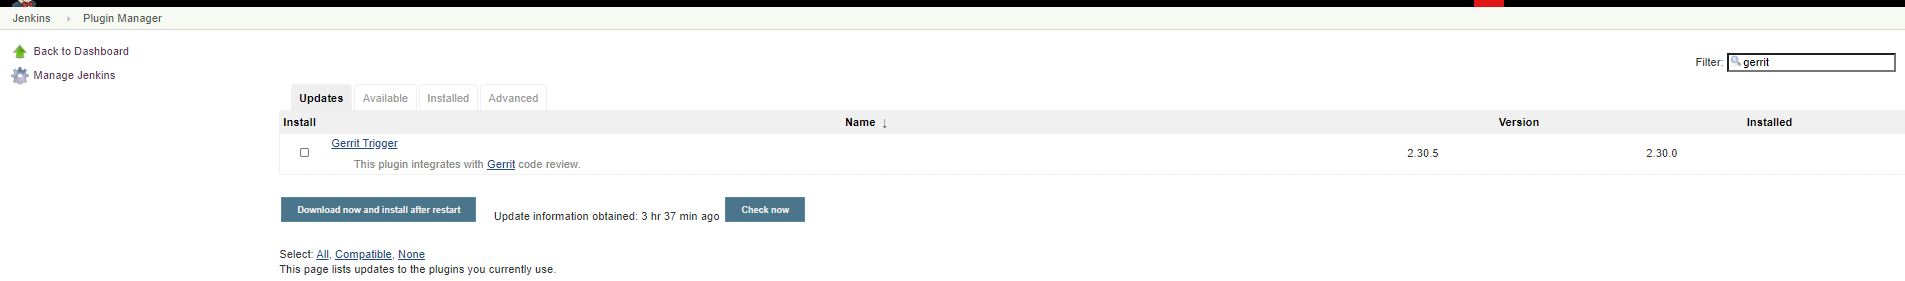 Jenkins › Plugin Manager
Back to Dashboard
Manage Jenkins
Filter: gerrit
Updates Available Installed Advanced
Install Name ↓ Version Installed
Gerrit Trigger
This plugin integrates with Gerrit code review.
2.30.5 2.30.0
Download now and install after restart Update information obtained: 3 hr 37 min ago Check now
Select: All, Compatible, None
This page lists updates to the plugins you currently use.